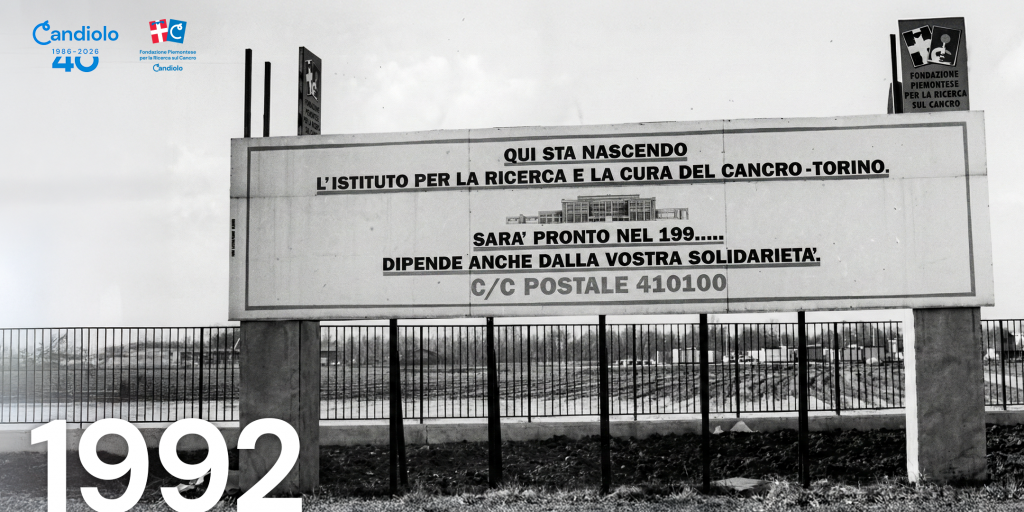 Candiolo
1986-2026
40
Fondazione Piemontese
per la Ricerca sul Cancro
Candiolo
FONDAZIONE
PIEMONTESE
PER LA RICERCA
SUL CANCRO
QUI STA NASCENDO
L'ISTITUTO PER LA RICERCA E LA CURA DEL CANCRO-TORINO.
SARA' PRONTO NEL 199.....
DIPENDE ANCHE DALLA VOSTRA SOLIDARIETA'.
C/C POSTALE 410100
1992